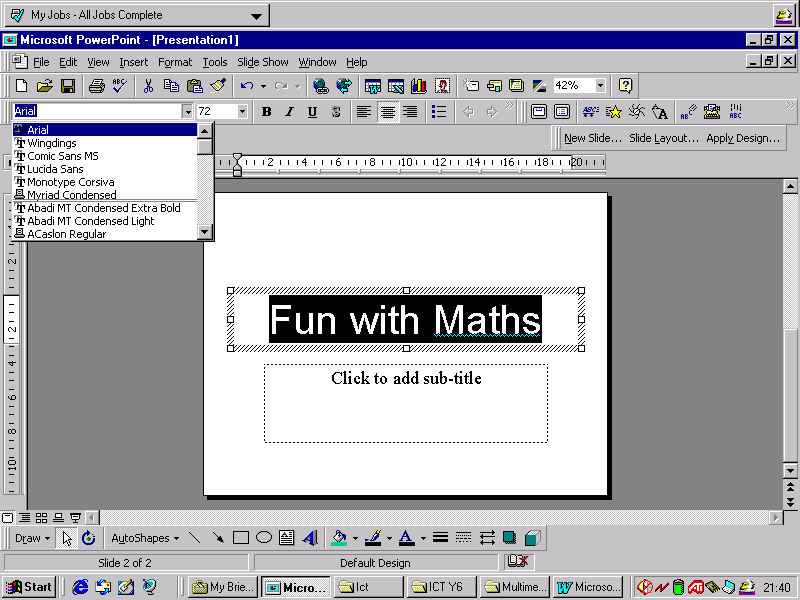 My Jobs - All Jobs Complete
Microsoft PowerPoint - [Presentation1]
File Edit View Insert Format Tools Slide Show Window Help
42%
Arial 72 B I U S
New Slide... Slide Layout... Apply Design...
Arial
Wingdings
Comic Sans MS
Lucida Sans
Monotype Corsiva
Myriad Condensed
Abadi MT Condensed Extra Bold
Abadi MT Condensed Light
ACaslon Regular
2 4 6 8 10 12 14 16 18 20
2
2
4
6
8
10
Fun with Maths
Click to add sub-title
Draw AutoShapes
Slide 2 of 2 Default Design
Start My Brie... Micro... Ict ICT Y6 Multime... Microso... 21:40